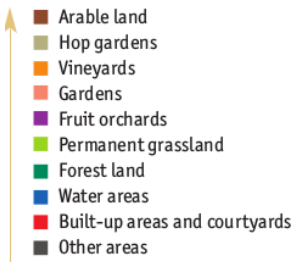 Arable land
Hop gardens
Vineyards
Gardens
Fruit orchards
Permanent grassland
Forest land
Water areas
Built-up areas and courtyards
Other areas